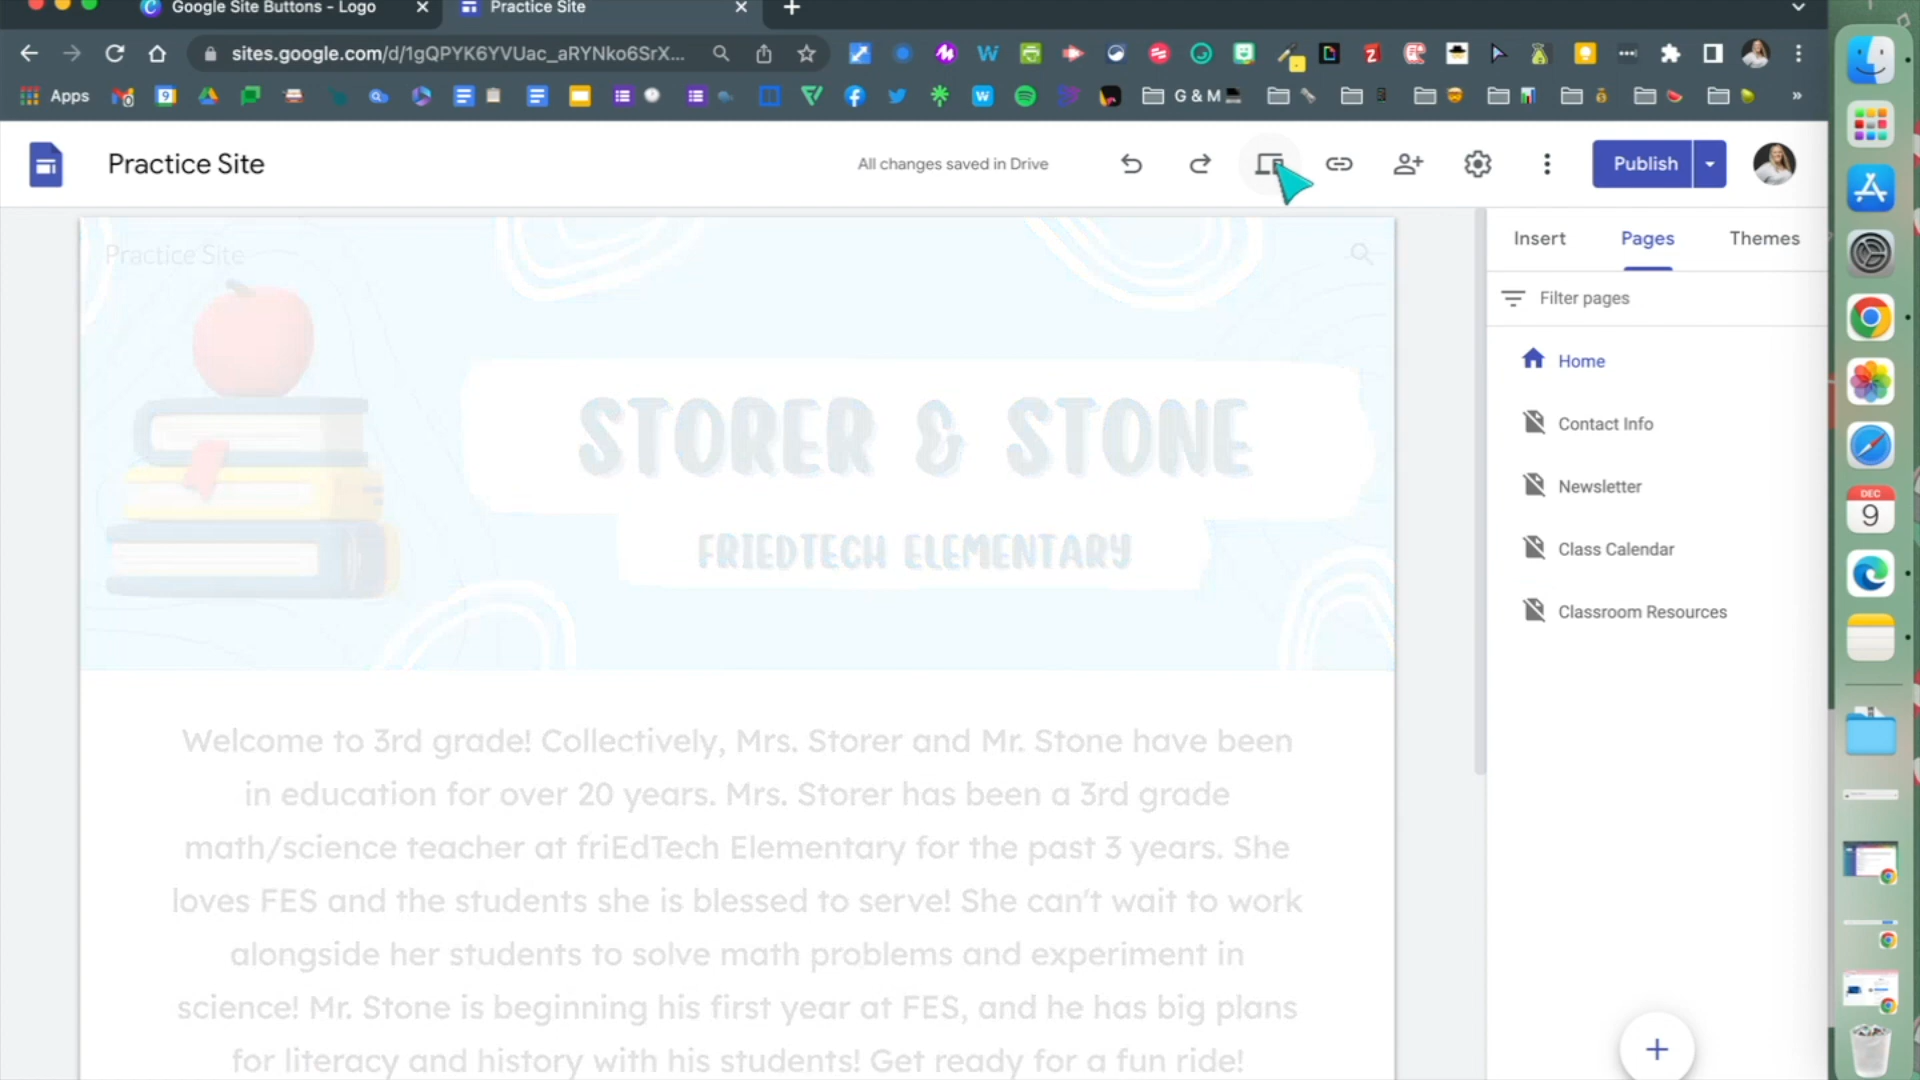 Google Site Buttons - Logo
Practice Site
sites.google.com/d/1gQPYK6YVUac_aRYNko6SrX...
Apps
G & M
Practice Site
All changes saved in Drive
Publish
Insert
Pages
Themes
Filter pages
Home
Contact Info
Newsletter
Class Calendar
Classroom Resources
Practice Site
STORER & STONE
FRIEDTECH ELEMENTARY
Welcome to 3rd grade! Collectively, Mrs. Storer and Mr. Stone have been
in education for over 20 years. Mrs. Storer has been a 3rd grade
math/science teacher at friEdTech Elementary for the past 3 years. She
loves FES and the students she is blessed to serve! She can't wait to work
alongside her students to solve math problems and experiment in
science! Mr. Stone is beginning his first year at FES, and he has big plans
for literacy and history with his students! Get ready for a fun ride!
DEC
9